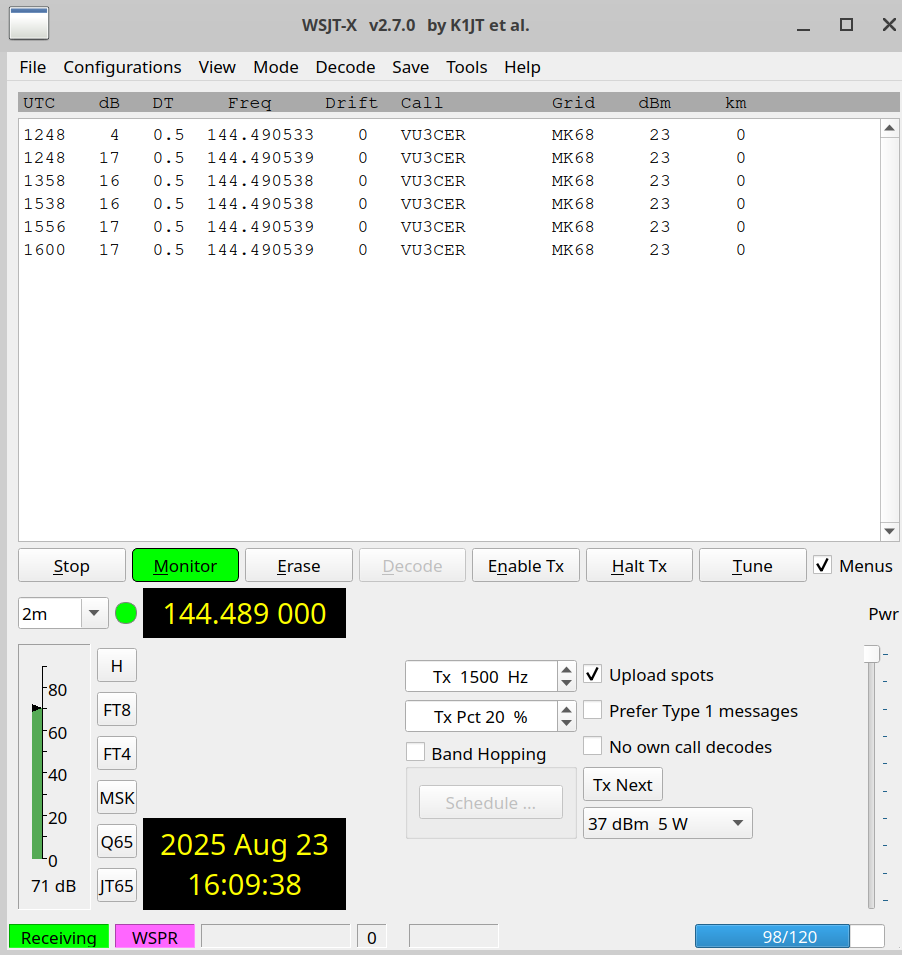 WSJT-X v2.7.0 by K1JT et al.
File Configurations View Mode Decode Save Tools Help
UTC dB DT Freq Drift Call Grid dBm km
1248 4 0.5 144.490533 0 VU3CER MK68 23 0
1248 17 0.5 144.490539 0 VU3CER MK68 23 0
1358 16 0.5 144.490538 0 VU3CER MK68 23 0
1538 16 0.5 144.490538 0 VU3CER MK68 23 0
1556 17 0.5 144.490539 0 VU3CER MK68 23 0
1600 17 0.5 144.490539 0 VU3CER MK68 23 0
Stop Monitor Erase Decode Enable Tx Halt Tx Tune Menus
2m 144.489 000 Pwr
80
60
40
20
0
71 dB
H
FT8
FT4
MSK
Q65
JT65
2025 Aug 23
16:09:38
Tx 1500 Hz
Tx Pct 20 %
Band Hopping
Schedule ...
Upload spots
Prefer Type 1 messages
No own call decodes
Tx Next
37 dBm 5 W
Receiving WSPR 0 98/120